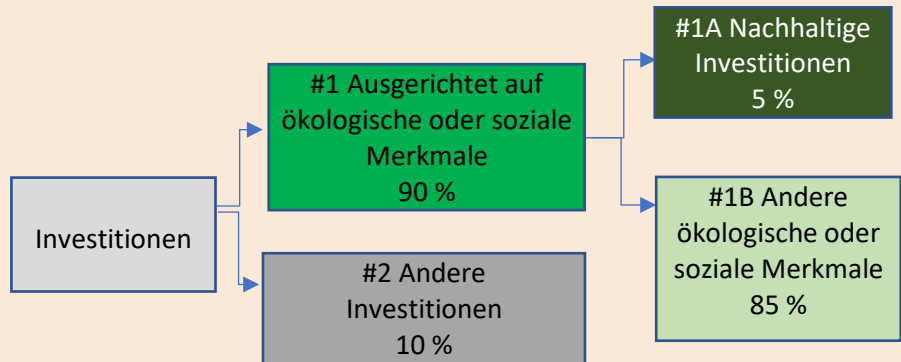 Investitionen
#1 Ausgerichtet auf
ökologische oder soziale
Merkmale
90 %
#2 Andere
Investitionen
10 %
#1A Nachhaltige
Investitionen
5 %
#1B Andere
ökologische oder
soziale Merkmale
85 %